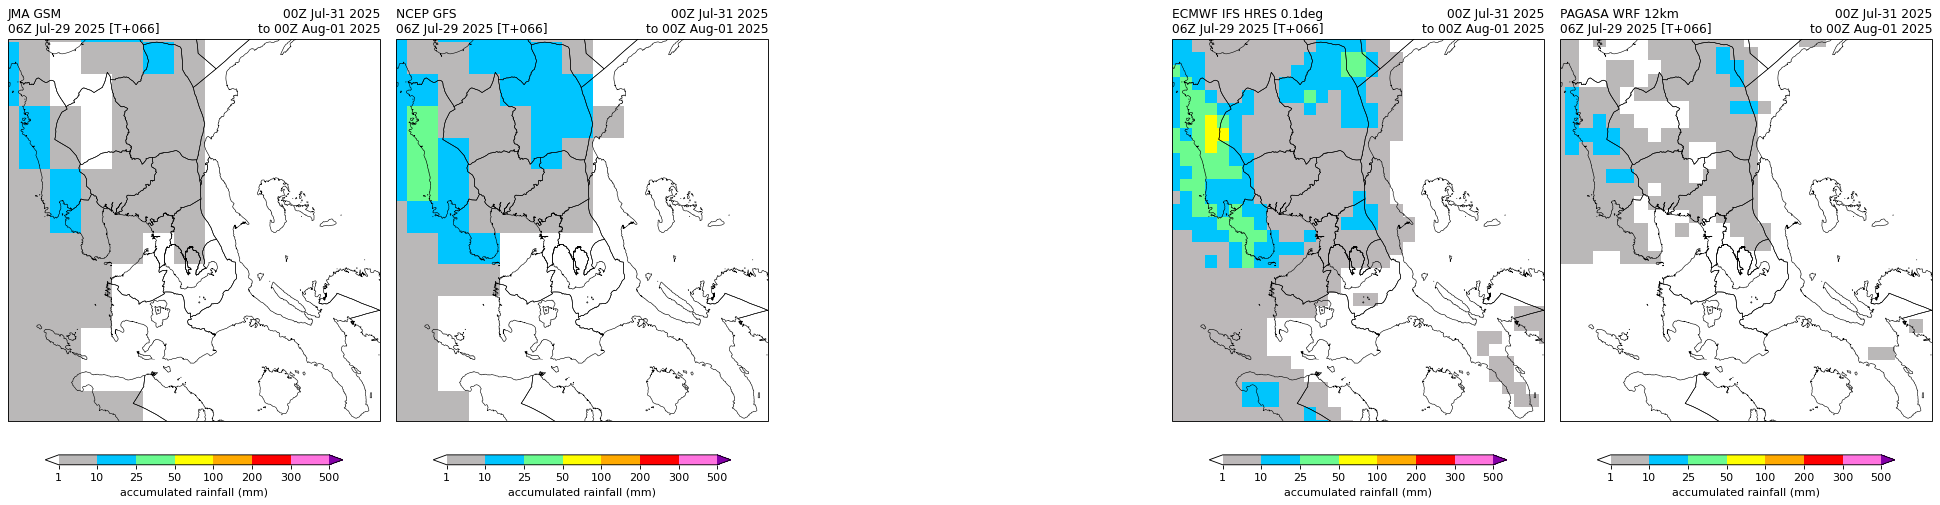 JMA GSM 00Z Jul-31 2025
06Z Jul-29 2025 [T+066] to 00Z Aug-01 2025
1 10 25 50 100 200 300 500
accumulated rainfall (mm)
NCEP GFS 00Z Jul-31 2025
06Z Jul-29 2025 [T+066] to 00Z Aug-01 2025
1 10 25 50 100 200 300 500
accumulated rainfall (mm)
ECMWF IFS HRES 0.1deg 00Z Jul-31 2025
06Z Jul-29 2025 [T+066] to 00Z Aug-01 2025
1 10 25 50 100 200 300 500
accumulated rainfall (mm)
PAGASA WRF 12km 00Z Jul-31 2025
06Z Jul-29 2025 [T+066] to 00Z Aug-01 2025
1 10 25 50 100 200 300 500
accumulated rainfall (mm)